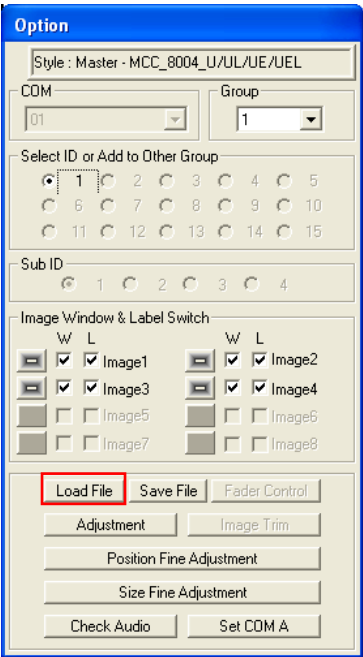 Option
Style : Master - MCC_8004_U/UL/UE/UEL
COM Group
01 1
Select ID or Add to Other Group
1 2 3 4 5
6 7 8 9 10
11 12 13 14 15
Sub ID
1 2 3 4
Image Window & Label Switch
W L W L
Image1 Image2
Image3 Image4
Image5 Image6
Image7 Image8
Load File Save File Fader Control
Adjustment Image Trim
Position Fine Adjustment
Size Fine Adjustment
Check Audio Set COM A